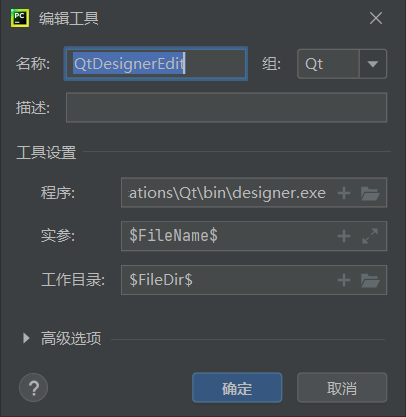 PC 编辑工具
名称: QtDesignerEdit 组: Qt
描述:
工具设置
程序: ations\Qt\bin\designer.exe
实参: $FileName$
工作目录: $FileDir$
高级选项
? 确定 取消